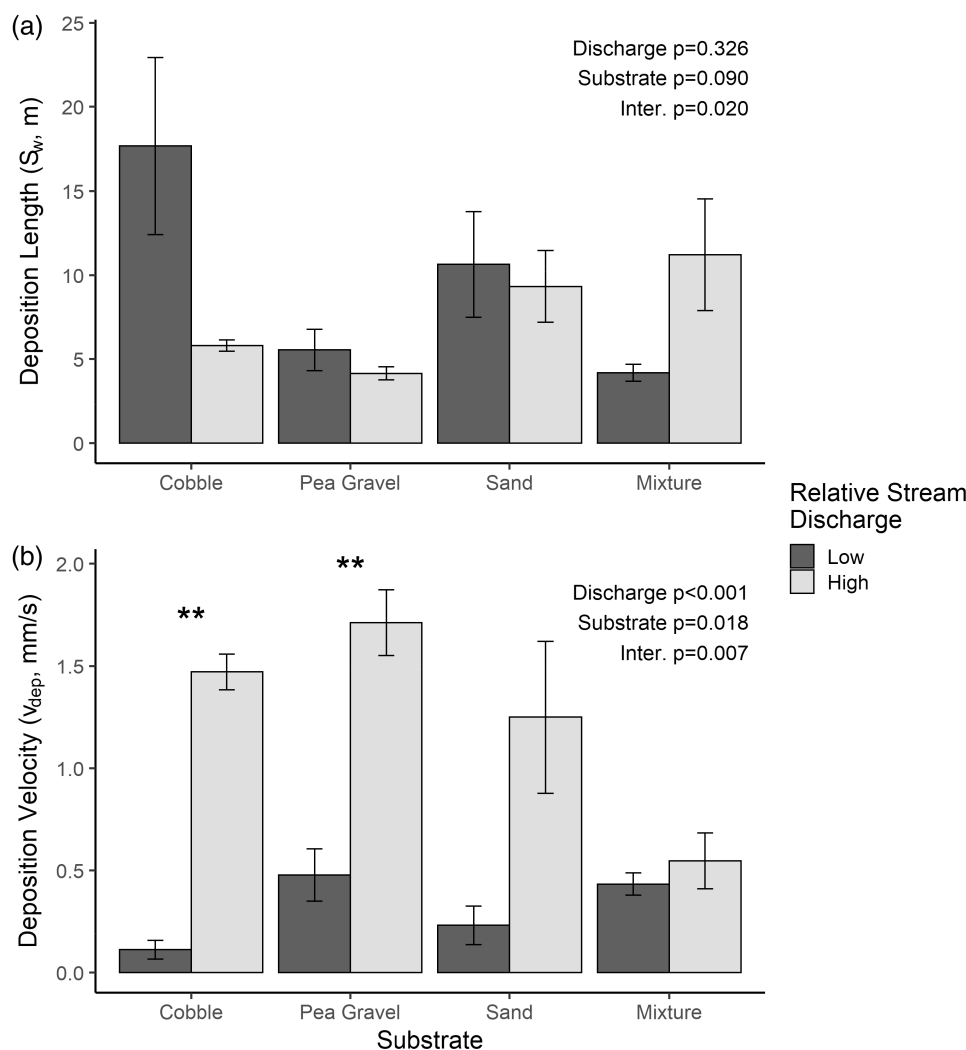 (a)
25
20
15
10
5
0
Deposition Length (Sw, m)
Discharge p=0.326
Substrate p=0.090
Inter. p=0.020
Cobble
Pea Gravel
Sand
Mixture
Relative Stream
Discharge
Low
High
(b)
2.0
1.5
1.0
0.5
0.0
Deposition Velocity (vdep, mm/s)
**
**
Discharge p<0.001
Substrate p=0.018
Inter. p=0.007
Cobble
Pea Gravel
Sand
Mixture
Substrate